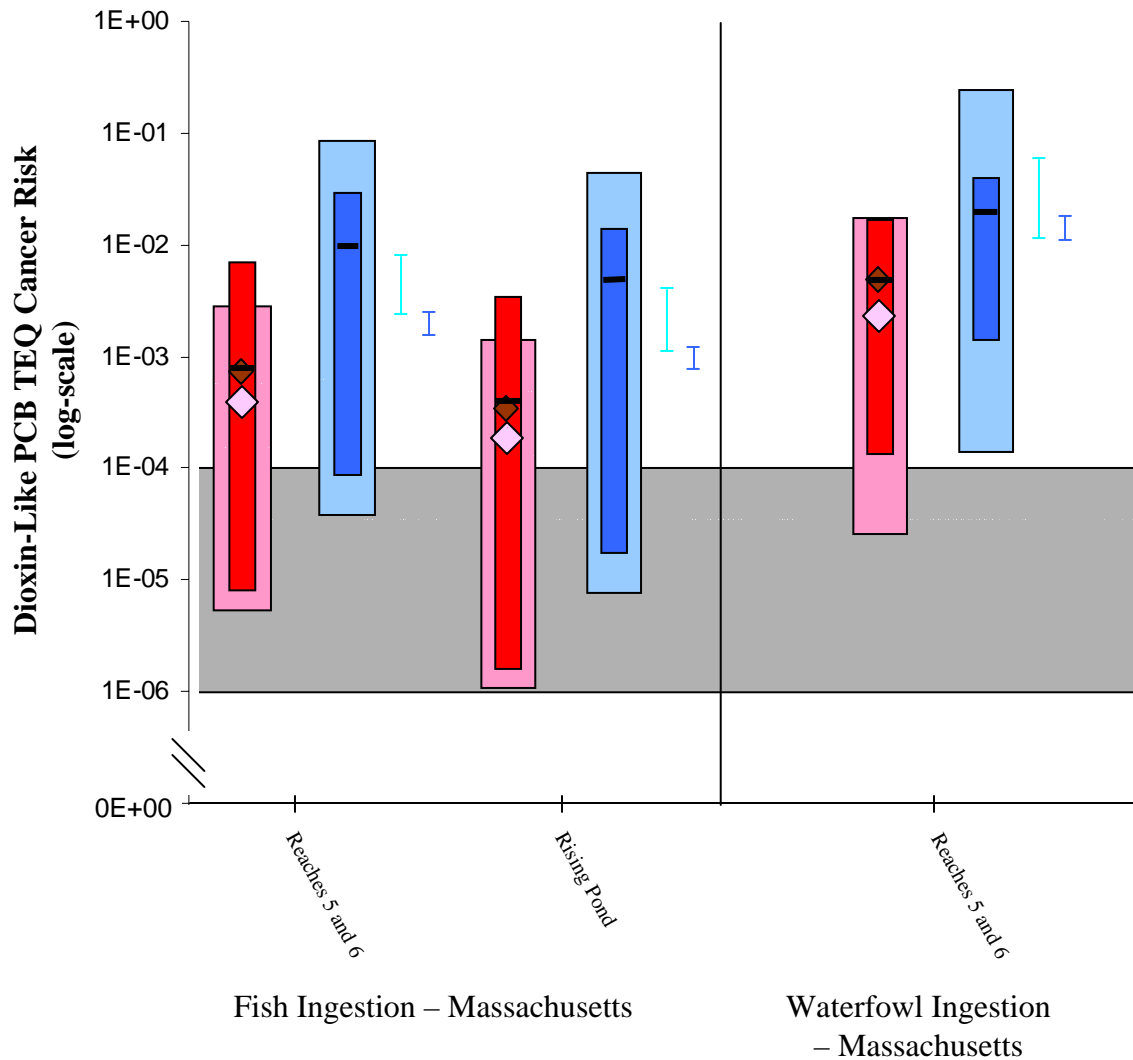 Dioxin-Like PCB TEQ Cancer Risk
(log-scale)
1E+00
1E-01
1E-02
1E-03
1E-04
1E-05
1E-06
0E+00
Reaches 5 and 6
Rising Pond
Reaches 5 and 6
Fish Ingestion – Massachusetts
Waterfowl Ingestion
– Massachusetts